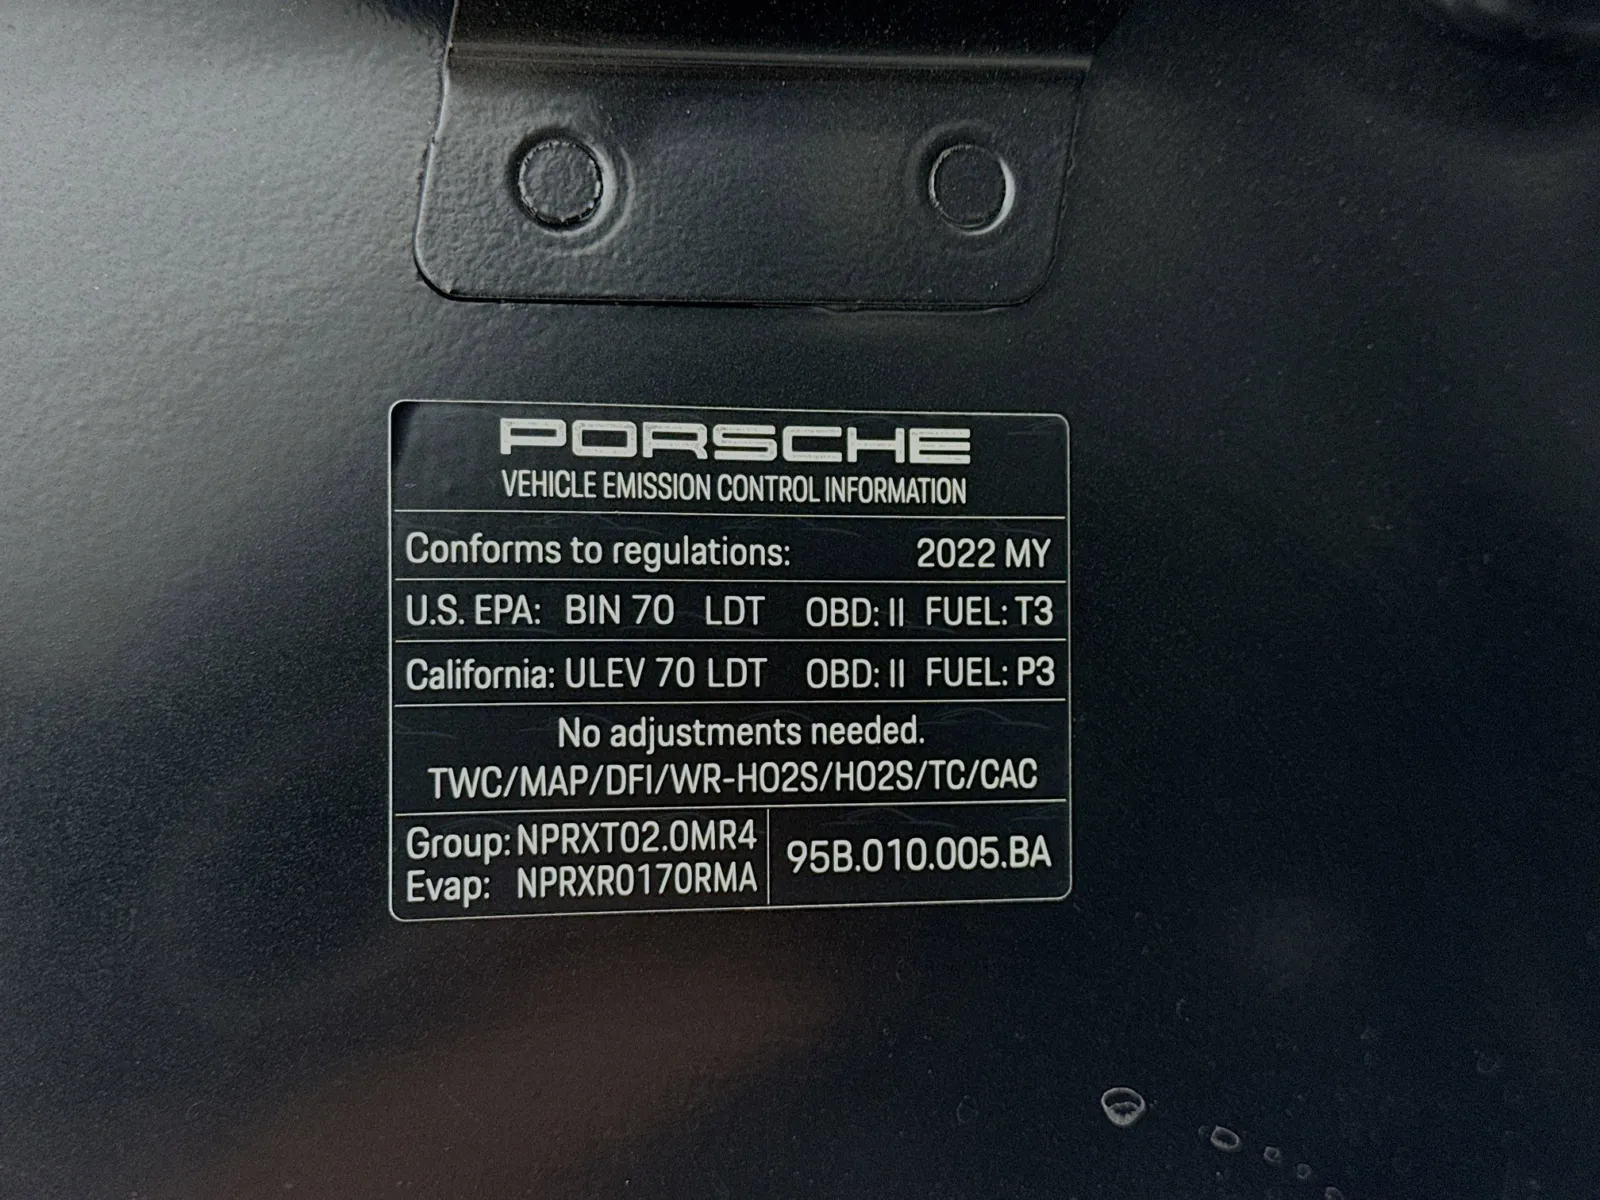 PORSCHE
VEHICLE EMISSION CONTROL INFORMATION
Conforms to regulations: 2022 MY
U.S. EPA: BIN 70 LDT OBD: II FUEL: T3
California: ULEV 70 LDT OBD: II FUEL: P3
No adjustments needed.
TWC/MAP/DFI/WR-HO2S/HO2S/TC/CAC
Group: NPRXT02.0MR4
Evap: NPRXR0170RMA
95B.010.005.BA